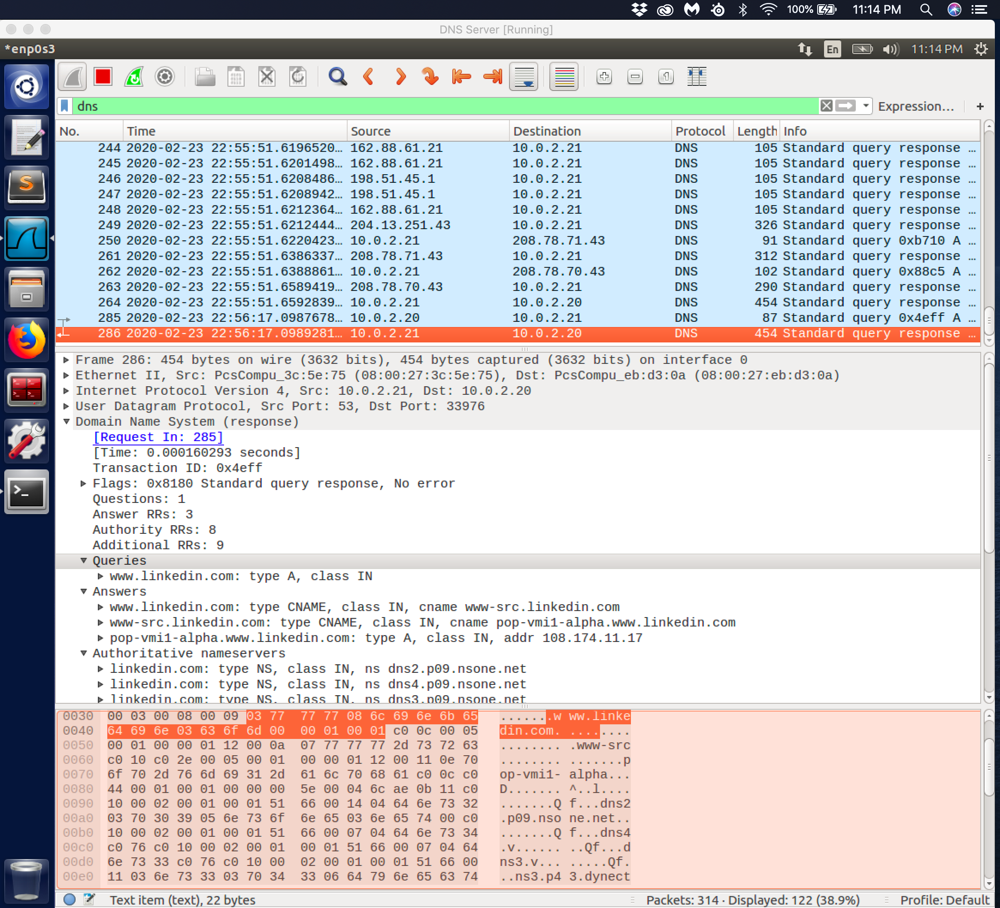 100% 11:14 PM
DNS Server [Running]
*enp0s3 En 11:14 PM
dns Expression... +
No. Time Source Destination Protocol Length Info
244 2020-02-23 22:55:51.6196520… 162.88.61.21 10.0.2.21 DNS 105 Standard query response …
245 2020-02-23 22:55:51.6201498… 162.88.61.21 10.0.2.21 DNS 105 Standard query response …
246 2020-02-23 22:55:51.6208486… 198.51.45.1 10.0.2.21 DNS 105 Standard query response …
247 2020-02-23 22:55:51.6208942… 198.51.45.1 10.0.2.21 DNS 105 Standard query response …
248 2020-02-23 22:55:51.6212364… 162.88.61.21 10.0.2.21 DNS 105 Standard query response …
249 2020-02-23 22:55:51.6212444… 204.13.251.43 10.0.2.21 DNS 326 Standard query response …
250 2020-02-23 22:55:51.6220423… 10.0.2.21 208.78.71.43 DNS 91 Standard query 0xb710 A …
261 2020-02-23 22:55:51.6386337… 208.78.71.43 10.0.2.21 DNS 312 Standard query response …
262 2020-02-23 22:55:51.6388861… 10.0.2.21 208.78.70.43 DNS 102 Standard query 0x88c5 A …
263 2020-02-23 22:55:51.6589419… 208.78.70.43 10.0.2.21 DNS 290 Standard query response …
264 2020-02-23 22:55:51.6592839… 10.0.2.21 10.0.2.20 DNS 454 Standard query response …
285 2020-02-23 22:56:17.0987678… 10.0.2.20 10.0.2.21 DNS 87 Standard query 0x4eff A …
286 2020-02-23 22:56:17.0989281… 10.0.2.21 10.0.2.20 DNS 454 Standard query response …
Frame 286: 454 bytes on wire (3632 bits), 454 bytes captured (3632 bits) on interface 0
Ethernet II, Src: PcsCompu_3c:5e:75 (08:00:27:3c:5e:75), Dst: PcsCompu_eb:d3:0a (08:00:27:eb:d3:0a)
Internet Protocol Version 4, Src: 10.0.2.21, Dst: 10.0.2.20
User Datagram Protocol, Src Port: 53, Dst Port: 33976
Domain Name System (response)
[Request In: 285]
[Time: 0.000160293 seconds]
Transaction ID: 0x4eff
Flags: 0x8180 Standard query response, No error
Questions: 1
Answer RRs: 3
Authority RRs: 8
Additional RRs: 9
Queries
www.linkedin.com: type A, class IN
Answers
www.linkedin.com: type CNAME, class IN, cname www-src.linkedin.com
www-src.linkedin.com: type CNAME, class IN, cname pop-vmi1-alpha.www.linkedin.com
pop-vmi1-alpha.www.linkedin.com: type A, class IN, addr 108.174.11.17
Authoritative nameservers
linkedin.com: type NS, class IN, ns dns2.p09.nsone.net
linkedin.com: type NS, class IN, ns dns4.p09.nsone.net
linkedin.com: type NS, class IN, ns dns3.p09.nsone.net
0030 00 03 00 08 00 09 03 77 77 77 08 6c 69 6e 6b 65 .......w ww.linke
0040 64 69 6e 03 63 6f 6d 00 00 01 00 01 c0 0c 00 05 din.com. ........
0050 00 01 00 00 01 12 00 0a 07 77 77 77 2d 73 72 63 ........ .www-src
0060 c0 10 c0 2e 00 05 00 01 00 00 01 12 00 11 0e 70 ........ .......p
0070 6f 70 2d 76 6d 69 31 2d 61 6c 70 68 61 c0 0c c0 op-vmi1- alpha...
0080 44 00 01 00 01 00 00 00 5e 00 04 6c ae 0b 11 c0 D....... ^..l....
0090 10 00 02 00 01 00 01 51 66 00 14 04 64 6e 73 32 .......Q f...dns2
00a0 03 70 30 39 05 6e 73 6f 6e 65 03 6e 65 74 00 c0 .p09.nso ne.net..
00b0 10 00 02 00 01 00 01 51 66 00 07 04 64 6e 73 34 .......Q f...dns4
00c0 c0 76 c0 10 00 02 00 01 00 01 51 66 00 07 04 64 .v...... ..Qf...d
00d0 6e 73 33 c0 76 c0 10 00 02 00 01 00 01 51 66 00 ns3.v... .....Qf.
00e0 11 03 6e 73 33 03 70 34 33 06 64 79 6e 65 63 74 ..ns3.p4 3.dynect
Text item (text), 22 bytes Packets: 314 · Displayed: 122 (38.9%) Profile: Default